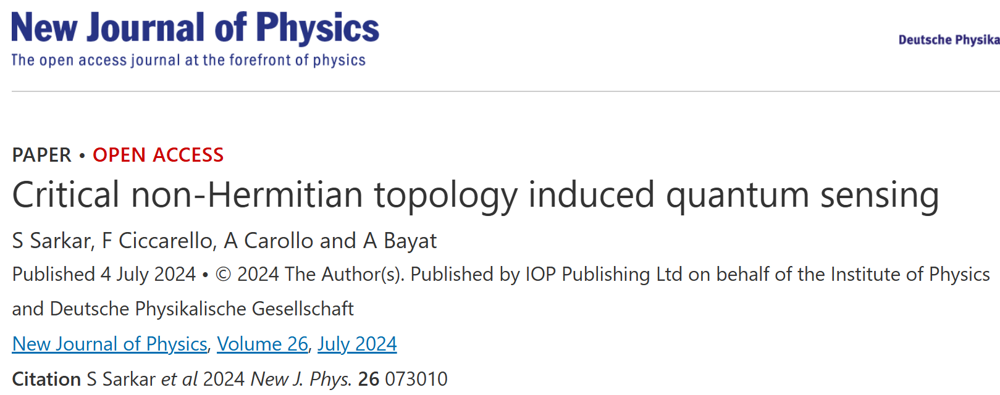 New Journal of Physics
The open access journal at the forefront of physics
Deutsche Physika
PAPER • OPEN ACCESS
Critical non-Hermitian topology induced quantum sensing
S Sarkar, F Ciccarello, A Carollo and A Bayat
Published 4 July 2024 • © 2024 The Author(s). Published by IOP Publishing Ltd on behalf of the Institute of Physics
and Deutsche Physikalische Gesellschaft
New Journal of Physics, Volume 26, July 2024
Citation S Sarkar et al 2024 New J. Phys. 26 073010